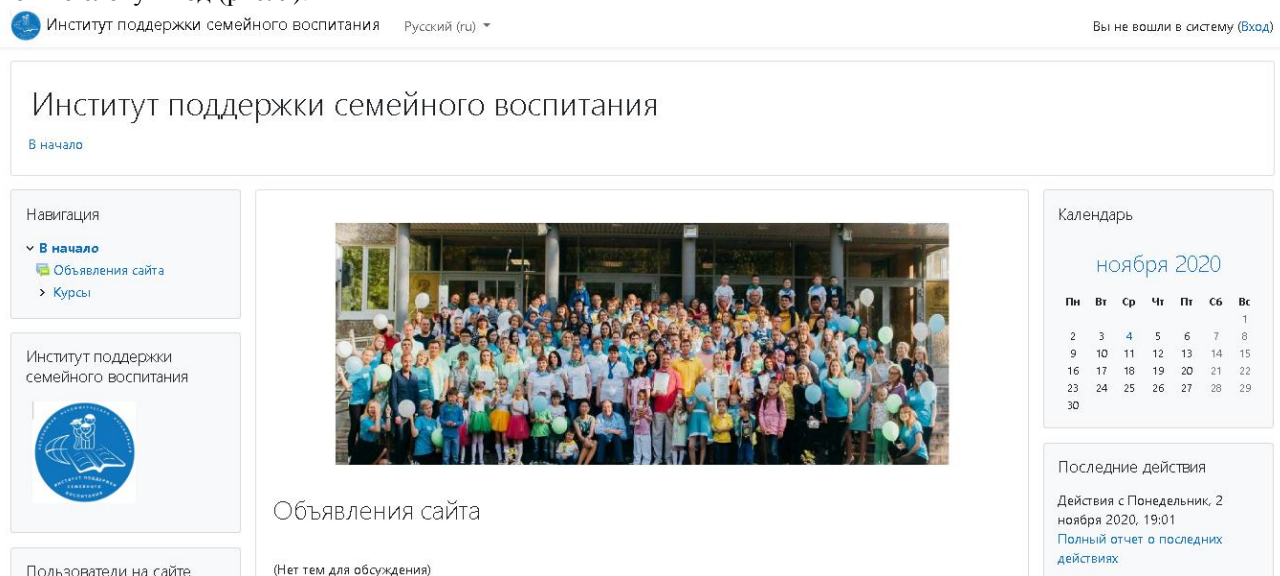 Институт поддержки семейного воспитания Русский (ru) Вы не вошли в систему (Вход)
Институт поддержки семейного воспитания
В начало
Навигация
В начало
Объявления сайта
Курсы
Институт поддержки
семейного воспитания
ИНСТИТУТ ПОДДЕРЖКИ
СЕМЕЙНОГО
ВОСПИТАНИЯ
Пользователи на сайте
Объявления сайта
(Нет тем для обсуждения)
Календарь
ноября 2020
Пн Вт Ср Чт Пт Сб Вс
1
2 3 4 5 6 7 8
9 10 11 12 13 14 15
16 17 18 19 20 21 22
23 24 25 26 27 28 29
30
Последние действия
Действия с Понедельник, 2
ноября 2020, 19:01
Полный отчет о последних
действиях